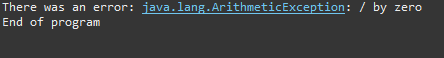 There was an error: java.lang.ArithmeticException: / by zero
End of program